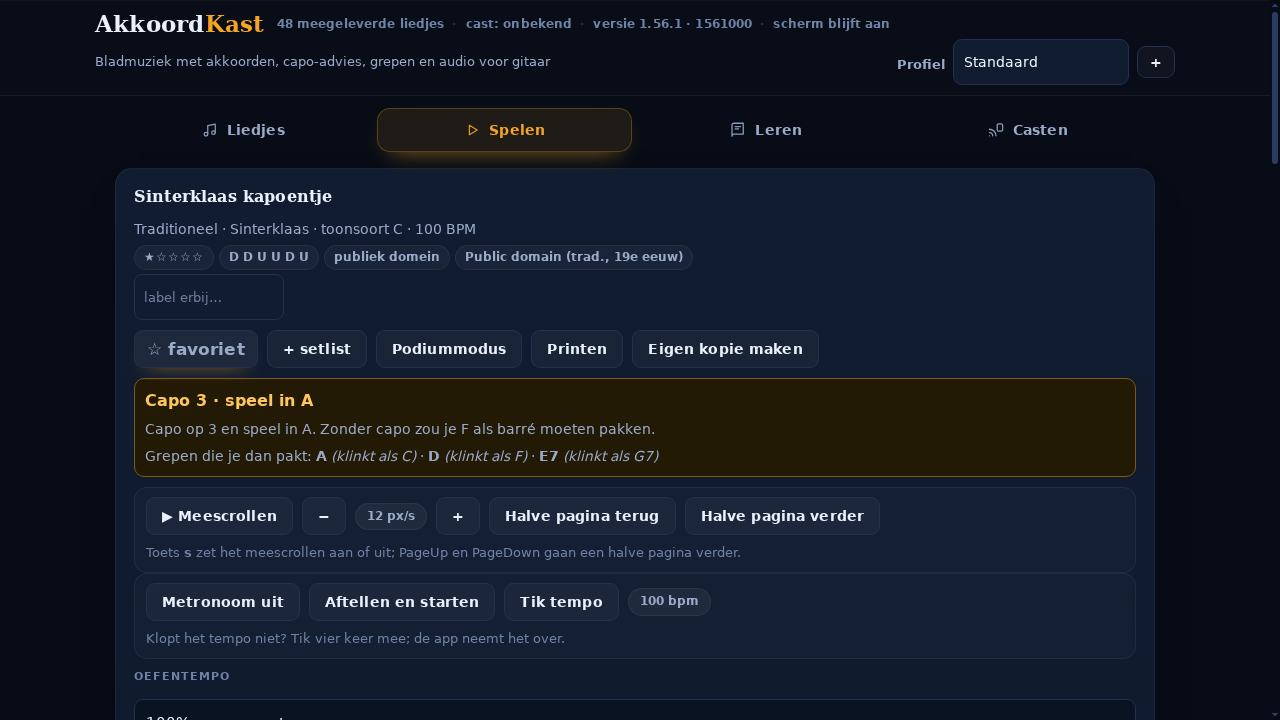 AkkoordKast 48 meegeleverde liedjes · cast: onbekend · versie 1.56.1 · 1561000 · scherm blijft aan
Bladmuziek met akkoorden, capo-advies, grepen en audio voor gitaar
Profiel Standaard +
Liedjes Spelen Leren Casten
Sinterklaas kapoentje
Traditioneel · Sinterklaas · toonsoort C · 100 BPM
★☆☆☆☆ D D U U D U publiek domein Public domain (trad., 19e eeuw)
label erbij…
☆ favoriet + setlist Podiummodus Printen Eigen kopie maken
Capo 3 · speel in A
Capo op 3 en speel in A. Zonder capo zou je F als barré moeten pakken.
Grepen die je dan pakt: A (klinkt als C) · D (klinkt als F) · E7 (klinkt als G7)
▶ Meescrollen − 12 px/s + Halve pagina terug Halve pagina verder
Toets s zet het meescrollen aan of uit; PageUp en PageDown gaan een halve pagina verder.
Metronoom uit Aftellen en starten Tik tempo 100 bpm
Klopt het tempo niet? Tik vier keer mee; de app neemt het over.
OEFENTEMPO